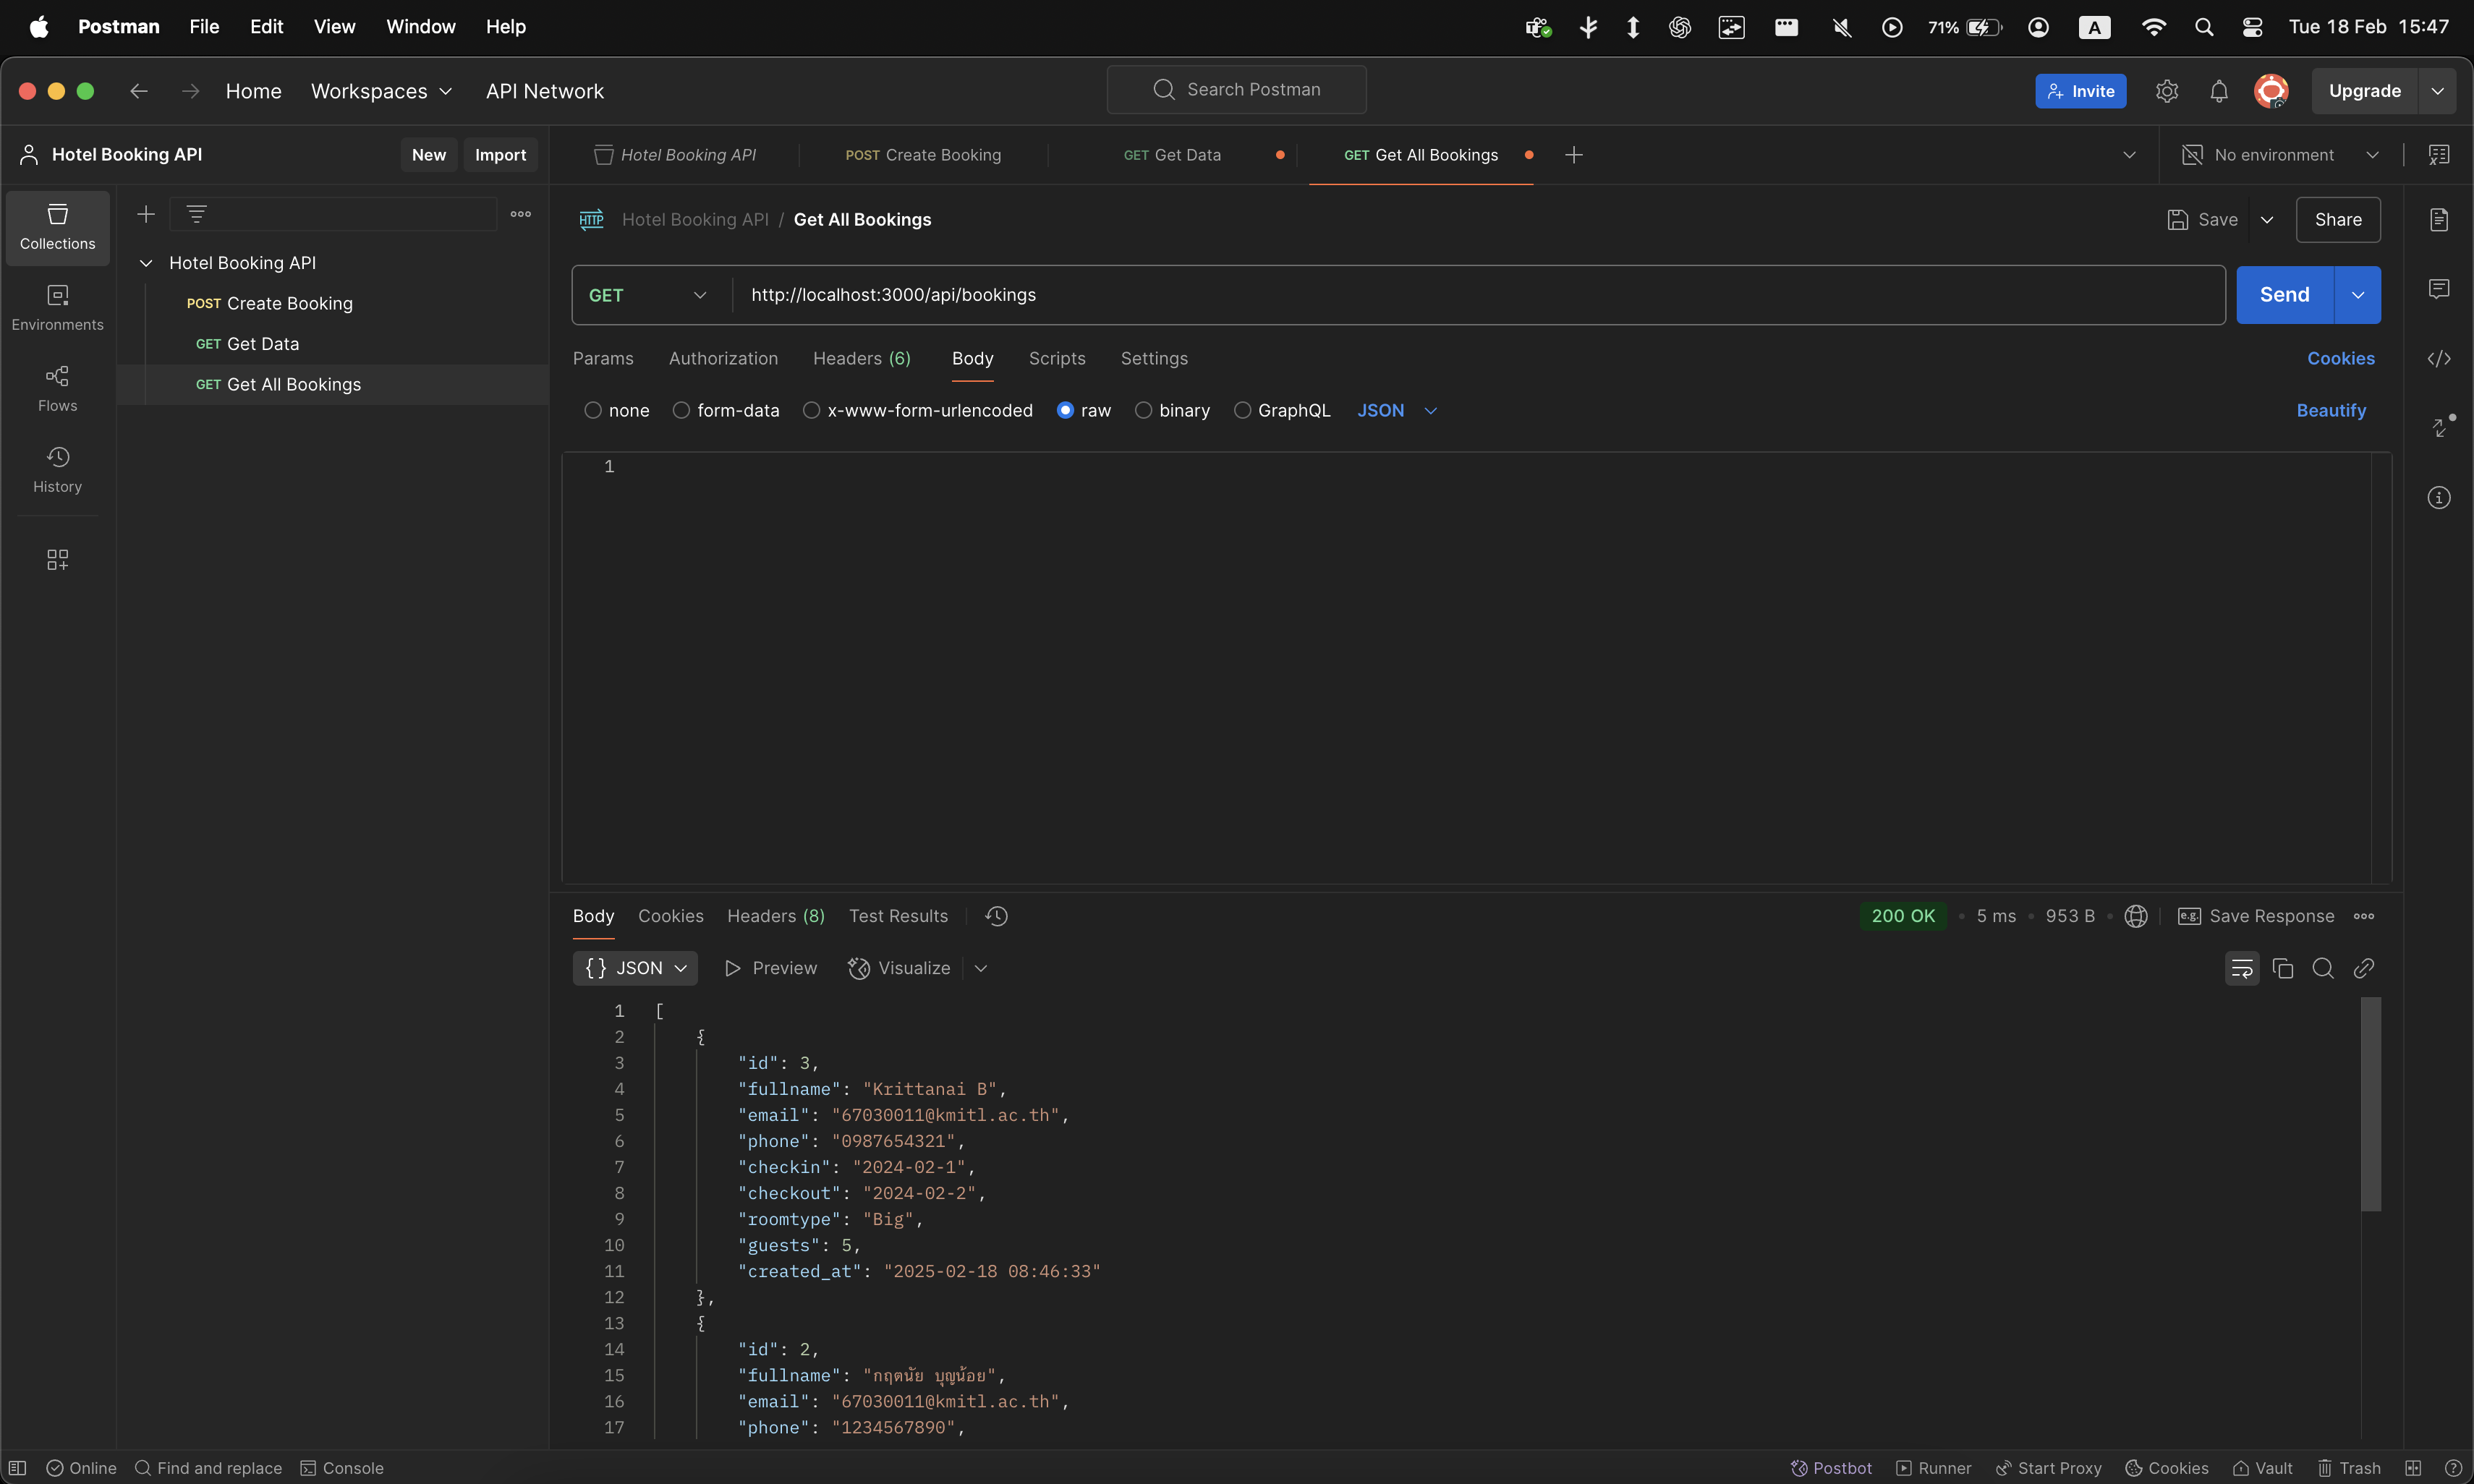 Postman File Edit View Window Help 71% A Tue 18 Feb 15:47
Home Workspaces API Network Search Postman Invite Upgrade
Hotel Booking API New Import Hotel Booking API POST Create Booking GET Get Data GET Get All Bookings No environment
Collections
Environments
Flows
History
Hotel Booking API
POST Create Booking
GET Get Data
GET Get All Bookings
HTTP Hotel Booking API / Get All Bookings Save Share
GET http://localhost:3000/api/bookings Send
Params Authorization Headers (6) Body Scripts Settings Cookies
none form-data x-www-form-urlencoded raw binary GraphQL JSON Beautify
1
Body Cookies Headers (8) Test Results 200 OK • 5 ms • 953 B • e.g. Save Response
{} JSON Preview Visualize
1 [
2 {
3 "id": 3,
4 "fullname": "Krittanai B",
5 "email": "67030011@kmitl.ac.th",
6 "phone": "0987654321",
7 "checkin": "2024-02-1",
8 "checkout": "2024-02-2",
9 "roomtype": "Big",
10 "guests": 5,
11 "created_at": "2025-02-18 08:46:33"
12 },
13 {
14 "id": 2,
15 "fullname": "กฤตนัย บุญน้อย",
16 "email": "67030011@kmitl.ac.th",
17 "phone": "1234567890",
Online Find and replace Console Postbot Runner Start Proxy Cookies Vault Trash